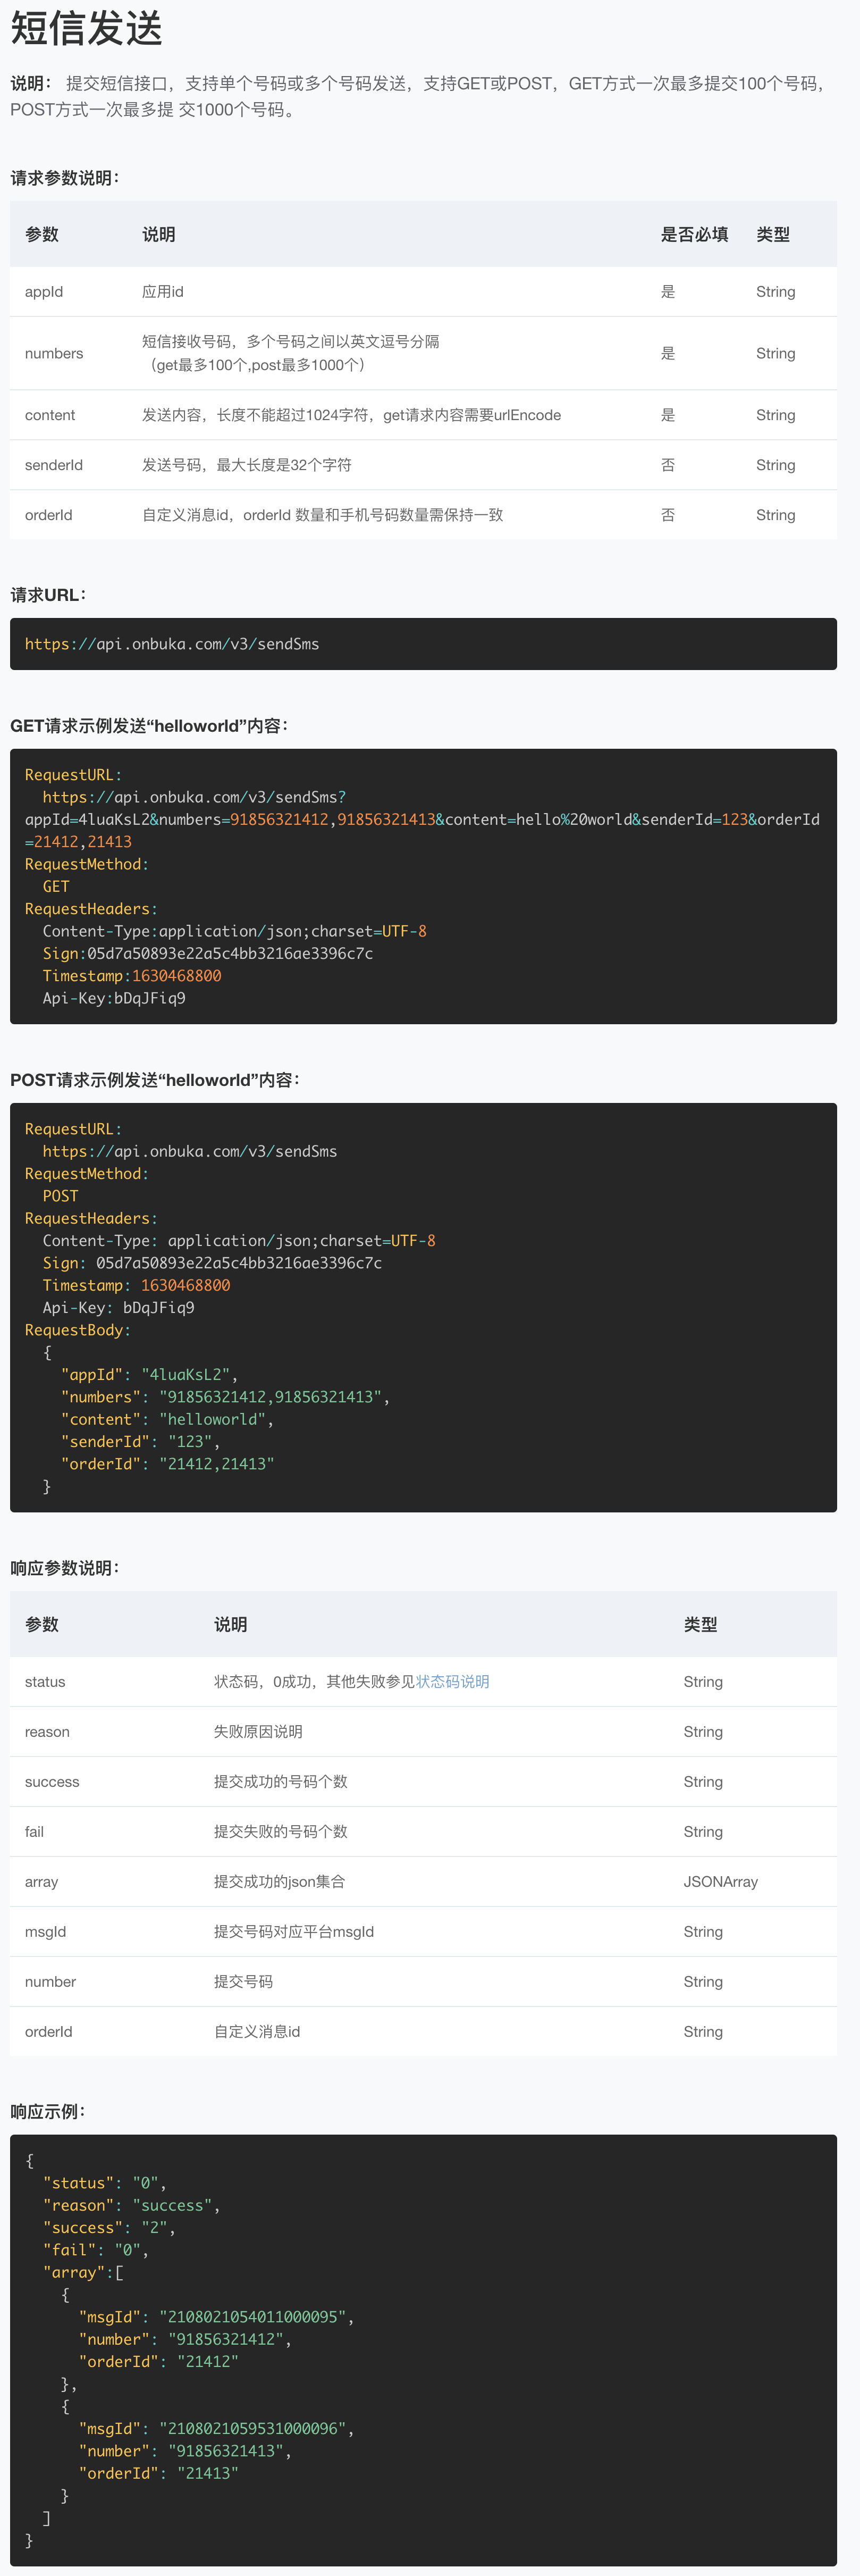 短信发送
说明： 提交短信接口，支持单个号码或多个号码发送，支持GET或POST，GET方式一次最多提交100个号码，
POST方式一次最多提 交1000个号码。
请求参数说明：
参数 说明 是否必填 类型
appId 应用id 是 String
numbers 短信接收号码，多个号码之间以英文逗号分隔 是 String
（get最多100个,post最多1000个）
content 发送内容，长度不能超过1024字符，get请求内容需要urlEncode 是 String
senderId 发送号码，最大长度是32个字符 否 String
orderId 自定义消息id，orderId 数量和手机号码数量需保持一致 否 String
请求URL：
https://api.onbuka.com/v3/sendSms
GET请求示例发送“helloworld”内容：
RequestURL:
https://api.onbuka.com/v3/sendSms?
appId=4luaKsL2&numbers=91856321412,91856321413&content=hello%20world&senderId=123&orderId
=21412,21413
RequestMethod:
GET
RequestHeaders:
Content-Type:application/json;charset=UTF-8
Sign:05d7a50893e22a5c4bb3216ae3396c7c
Timestamp:1630468800
Api-Key:bDqJFiq9
POST请求示例发送“helloworld”内容：
RequestURL:
https://api.onbuka.com/v3/sendSms
RequestMethod:
POST
RequestHeaders:
Content-Type: application/json;charset=UTF-8
Sign: 05d7a50893e22a5c4bb3216ae3396c7c
Timestamp: 1630468800
Api-Key: bDqJFiq9
RequestBody:
{
"appId": "4luaKsL2",
"numbers": "91856321412,91856321413",
"content": "helloworld",
"senderId": "123",
"orderId": "21412,21413"
}
响应参数说明：
参数 说明 类型
status 状态码，0成功，其他失败参见状态码说明 String
reason 失败原因说明 String
success 提交成功的号码个数 String
fail 提交失败的号码个数 String
array 提交成功的json集合 JSONArray
msgId 提交号码对应平台msgId String
number 提交号码 String
orderId 自定义消息id String
响应示例：
{
"status": "0",
"reason": "success",
"success": "2",
"fail": "0",
"array":[
{
"msgId": "2108021054011000095",
"number": "91856321412",
"orderId": "21412"
},
{
"msgId": "2108021059531000096",
"number": "91856321413",
"orderId": "21413"
}
]
}